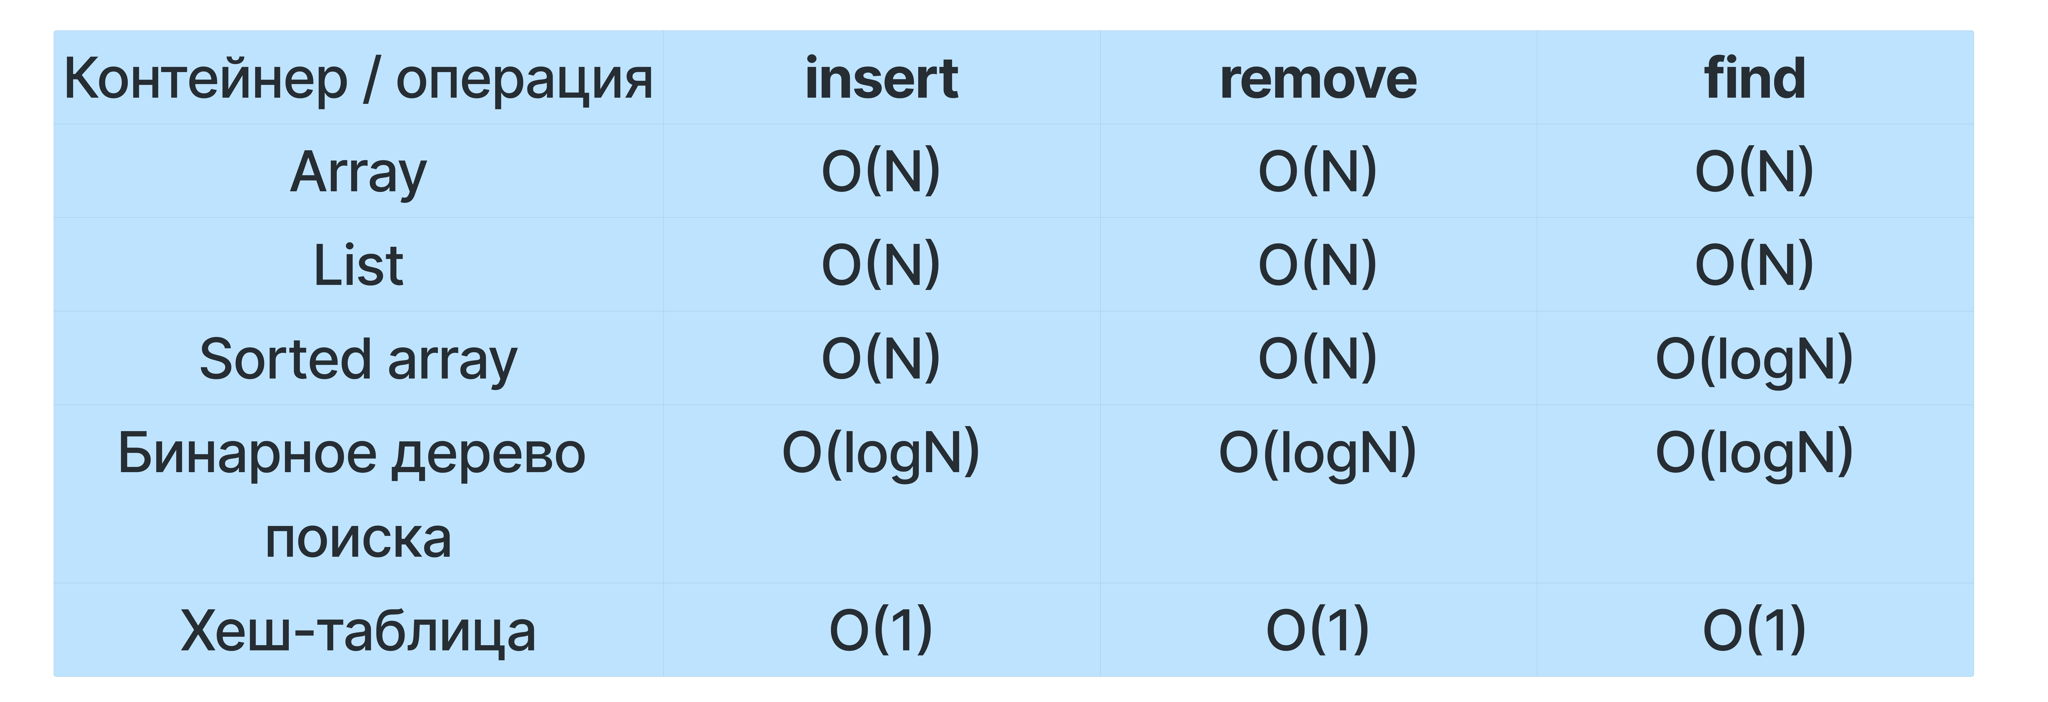 Контейнер / операция insert remove find
Array O(N) O(N) O(N)
List O(N) O(N) O(N)
Sorted array O(N) O(N) O(logN)
Бинарное дерево O(logN) O(logN) O(logN)
поиска
Хеш-таблица O(1) O(1) O(1)